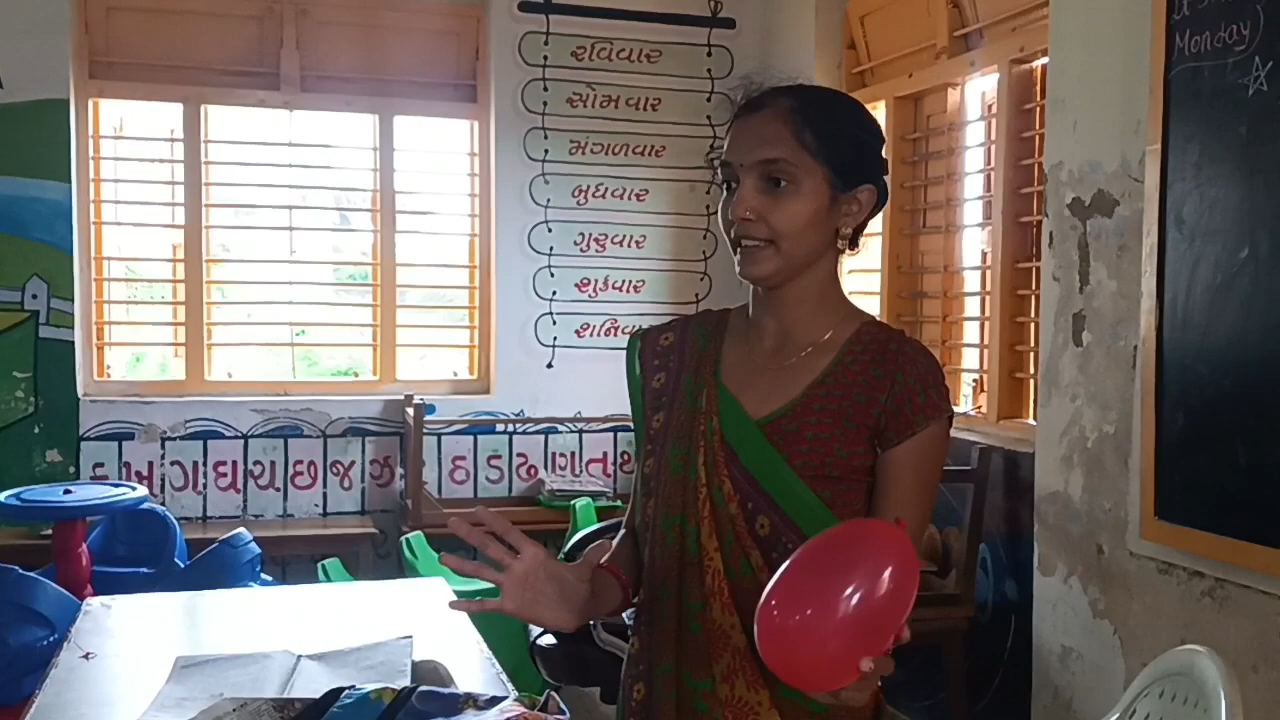 રવિવાર
સોમવાર
મંગળવાર
બુધવાર
ગુરુવાર
શુક્રવાર
Monday)
ક ખ ગ ઘ ચ છ જ ઝ ઠ ડ ઢ ણ ત થ